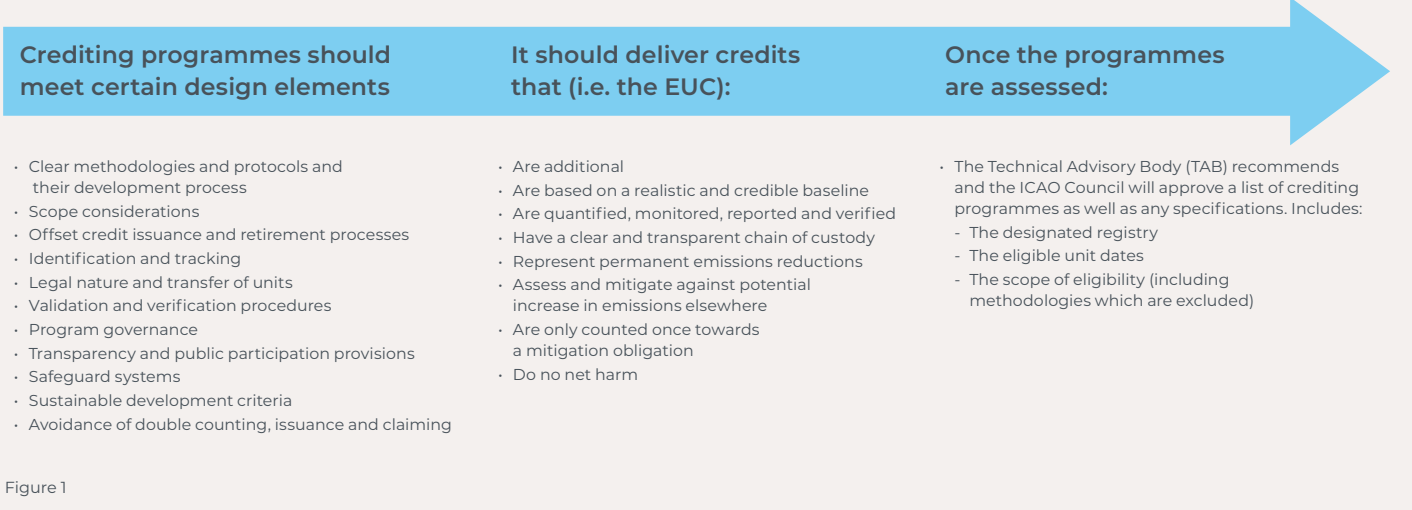 Crediting programmes should
meet certain design elements
• Clear methodologies and protocols and
their development process
• Scope considerations
• Offset credit issuance and retirement processes
• Identification and tracking
• Legal nature and transfer of units
• Validation and verification procedures
• Program governance
• Transparency and public participation provisions
• Safeguard systems
• Sustainable development criteria
• Avoidance of double counting, issuance and claiming
It should deliver credits
that (i.e. the EUC):
• Are additional
• Are based on a realistic and credible baseline
• Are quantified, monitored, reported and verified
• Have a clear and transparent chain of custody
• Represent permanent emissions reductions
• Assess and mitigate against potential
increase in emissions elsewhere
• Are only counted once towards
a mitigation obligation
• Do no net harm
Once the programmes
are assessed:
• The Technical Advisory Body (TAB) recommends
and the ICAO Council will approve a list of crediting
programmes as well as any specifications. Includes:
- The designated registry
- The eligible unit dates
- The scope of eligibility (including
methodologies which are excluded)
Figure 1